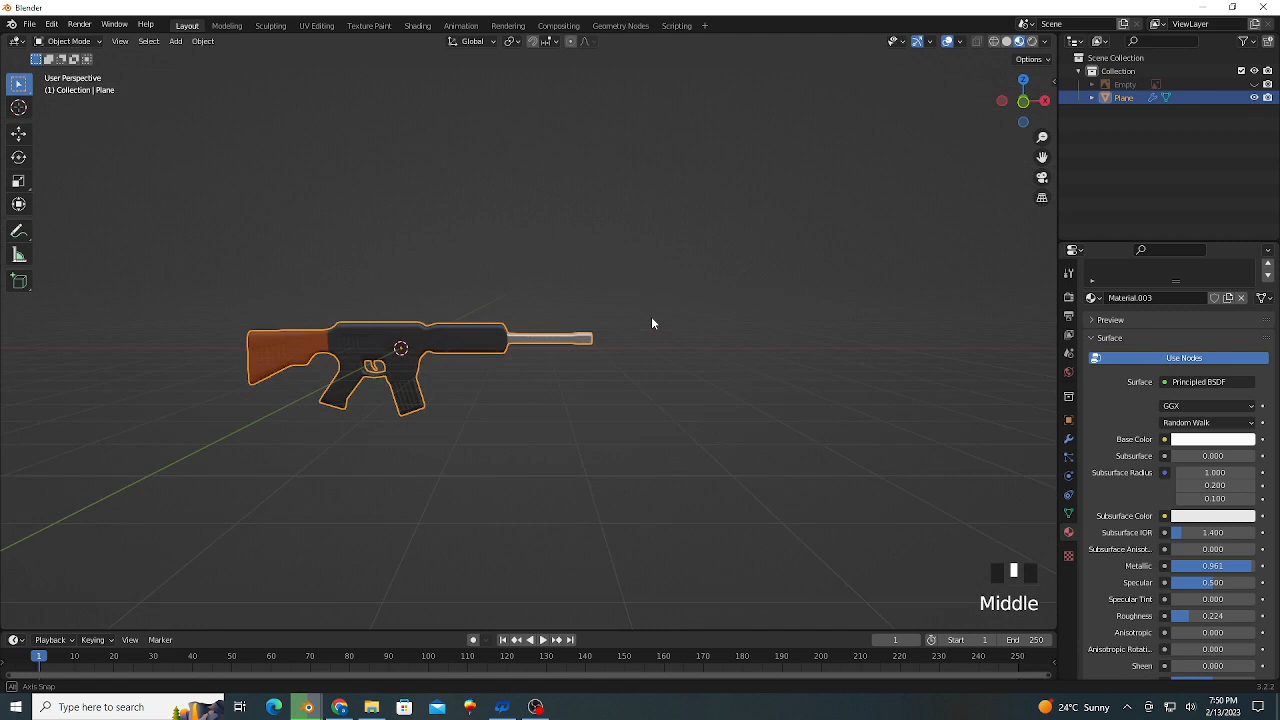 Blender
File Edit Render Window Help
Layout Modeling Sculpting UV Editing Texture Paint Shading Animation Rendering Compositing Geometry Nodes Scripting +
Scene ViewLayer
Object Mode View Select Add Object Global
Options
User Perspective
(1) Collection | Plane
Z
X
Scene Collection
Collection
Empty
Plane
Material.003
Preview
Surface
Use Nodes
Surface Principled BSDF
GGX
Random Walk
Base Color
Subsurface 0.000
Subsurface Radius 1.000
0.200
0.100
Subsurface Color
Subsurface IOR 1.400
Subsurface Anisot... 0.000
Metallic 0.961
Specular 0.500
Specular Tint 0.000
Roughness 0.224
Anisotropic 0.000
Anisotropic Rotati... 0.000
Sheen 0.000
Middle
Playback Keying View Marker 1 Start 1 End 250
1 10 20 30 40 50 60 70 80 90 100 110 120 130 140 150 160 170 180 190 200 210 220 230 240 250
Axis Snap 3.2.2
Type here to search
24°C Sunny
7:50 PM
2/13/2023